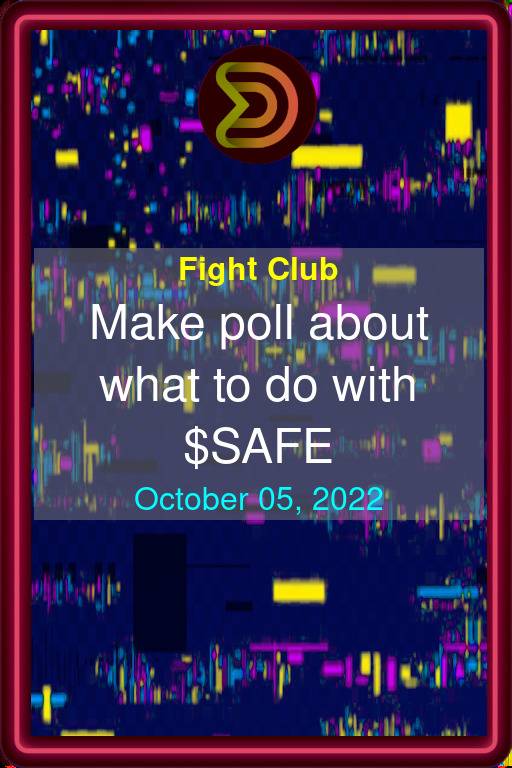 Fight Club
Make poll about
what to do with
$SAFE
October 05, 2022